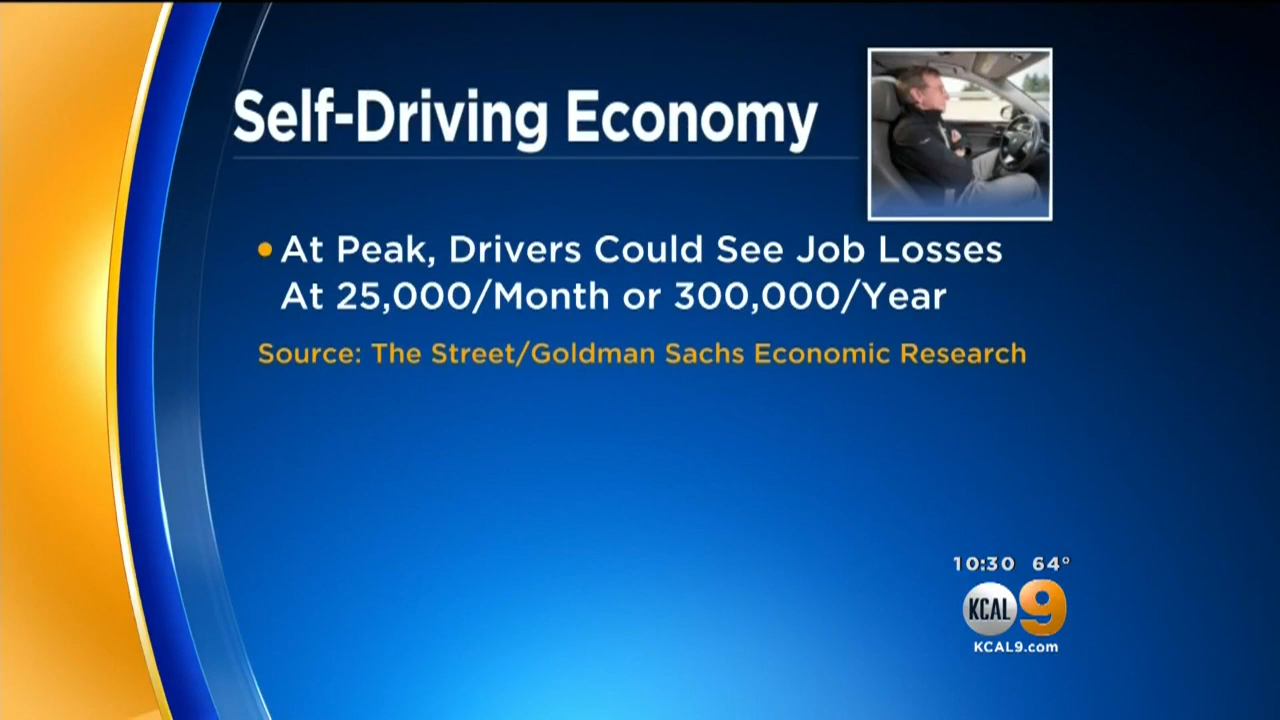 Self-Driving Economy
• At Peak, Drivers Could See Job Losses
At 25,000/Month or 300,000/Year
Source: The Street/Goldman Sachs Economic Research
10:30 64°
KCAL 9
KCAL9.com